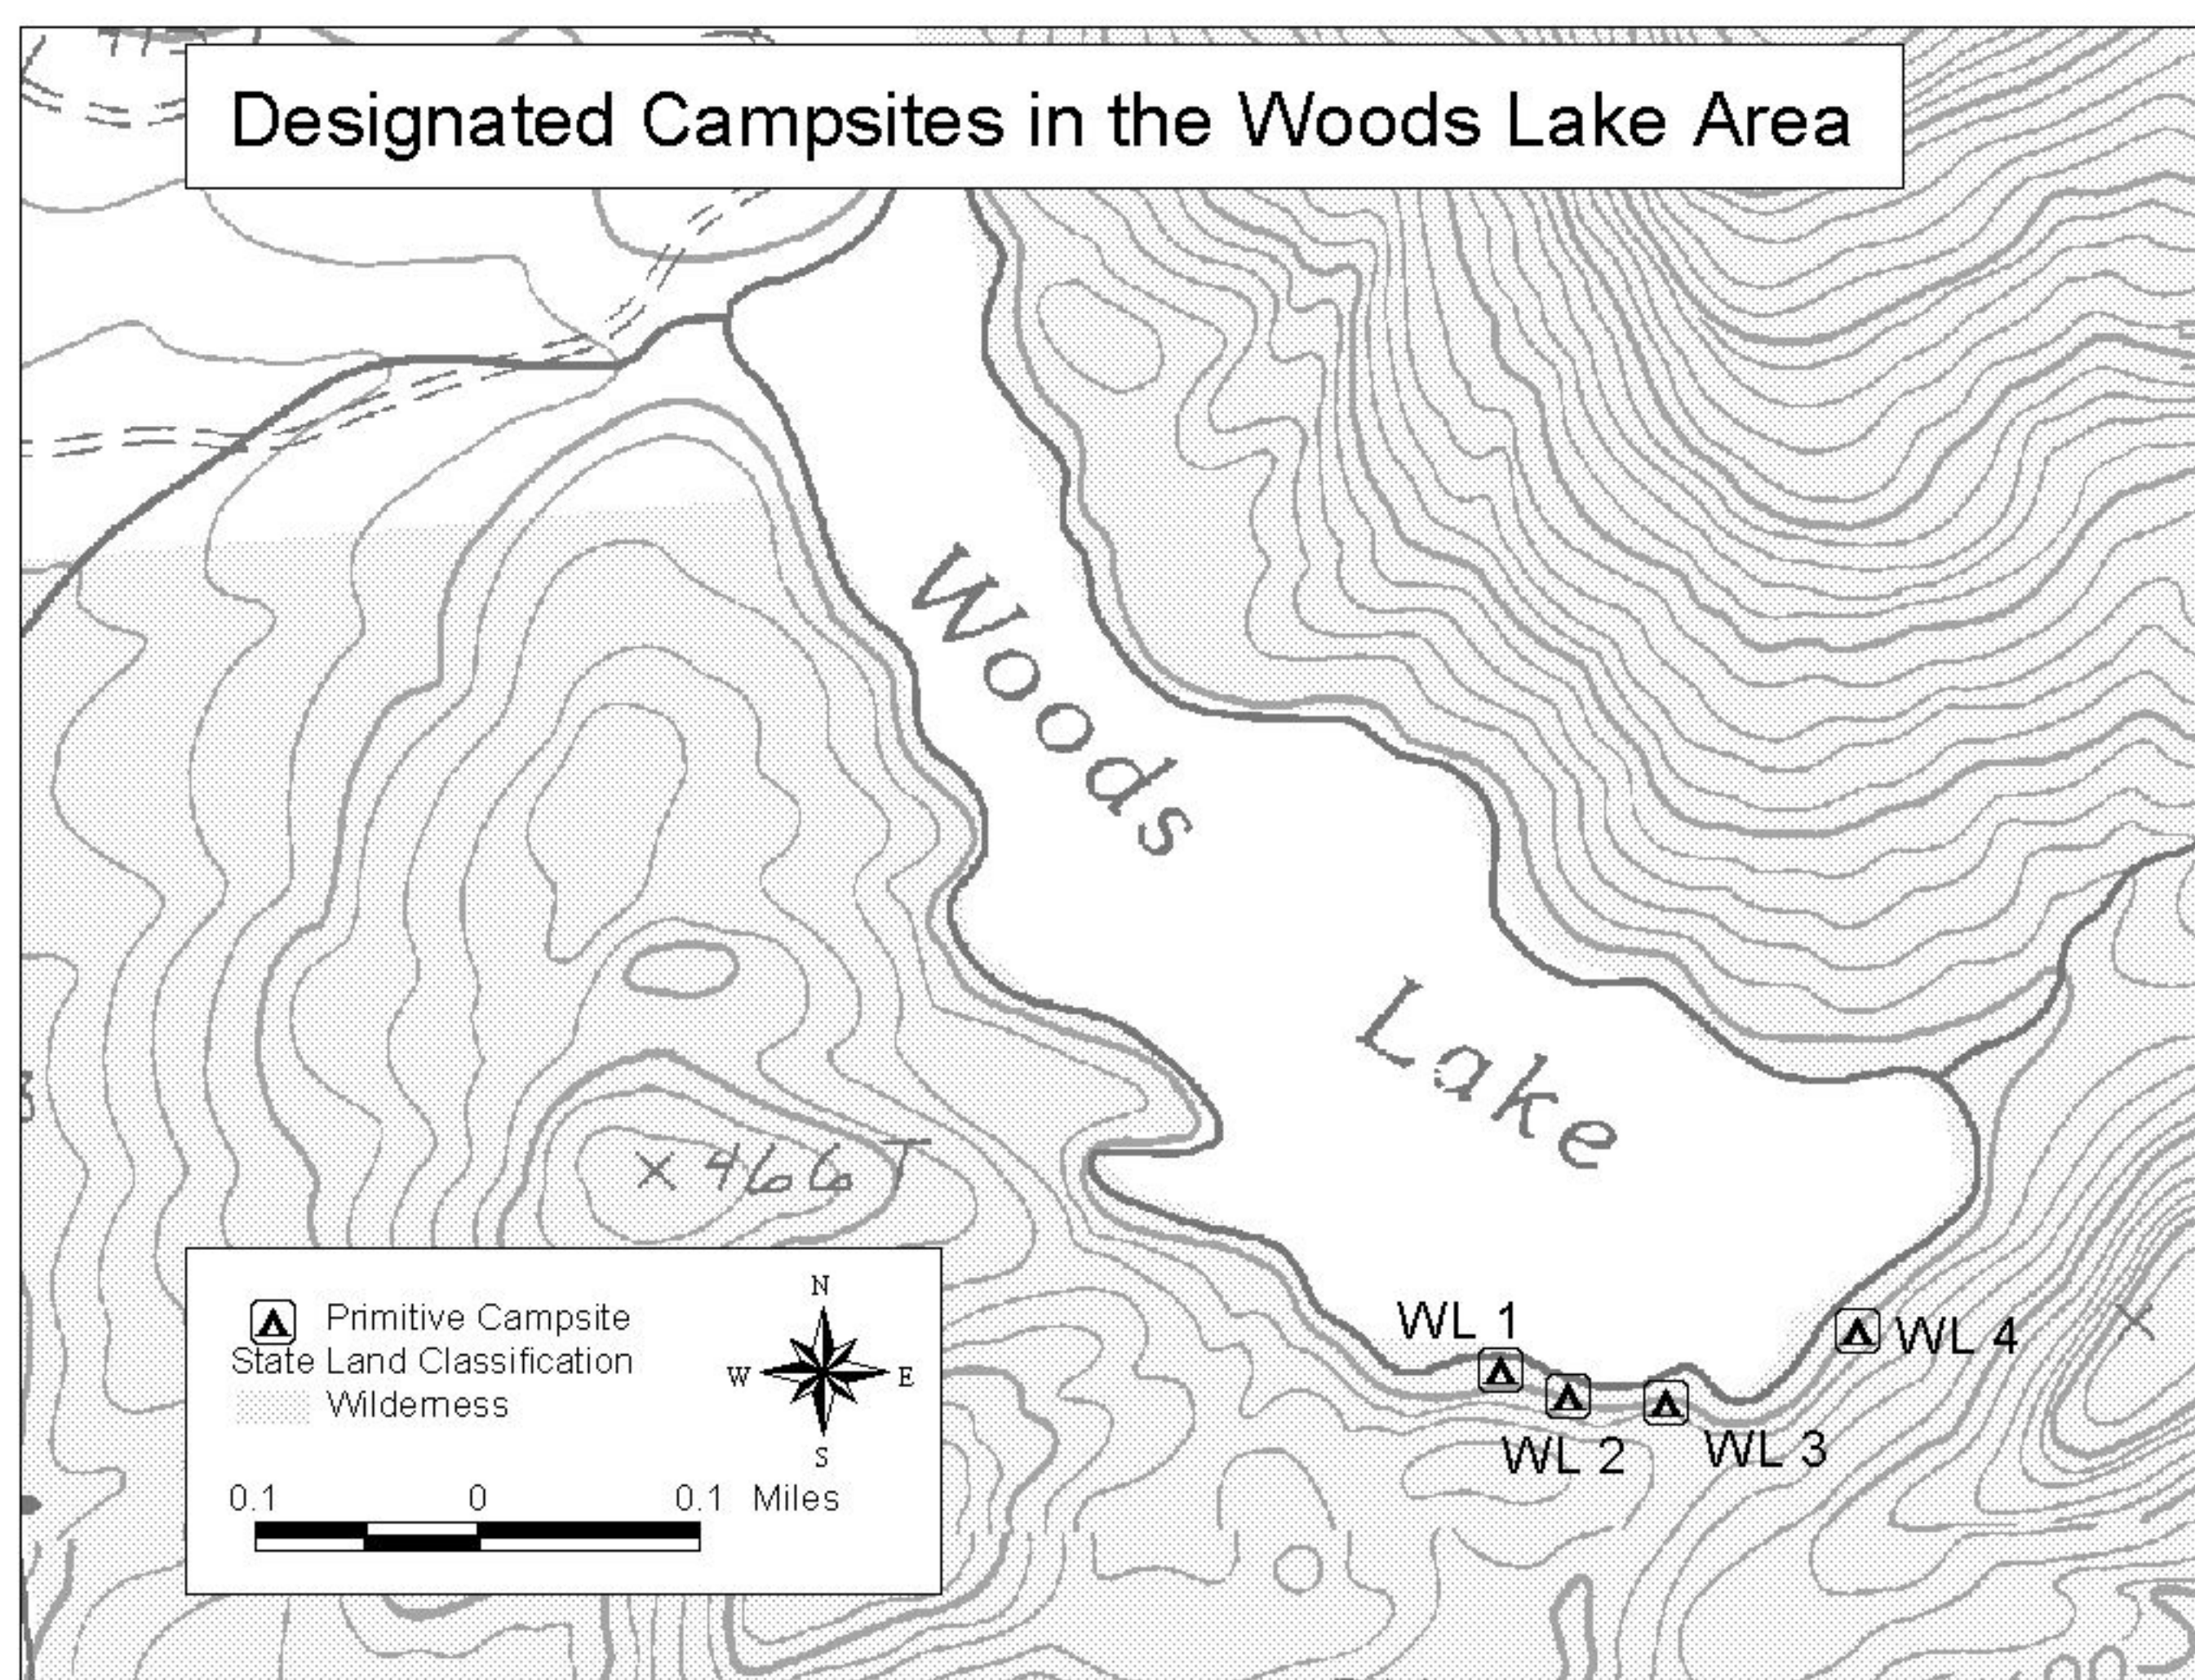 Designated Campsites in the Woods Lake Area
Woods
Lake
×466T
WL 1
WL 2
WL 3
WL 4
Primitive Campsite
State Land Classification
Wilderness
N
W E
S
0.1 0 0.1 Miles